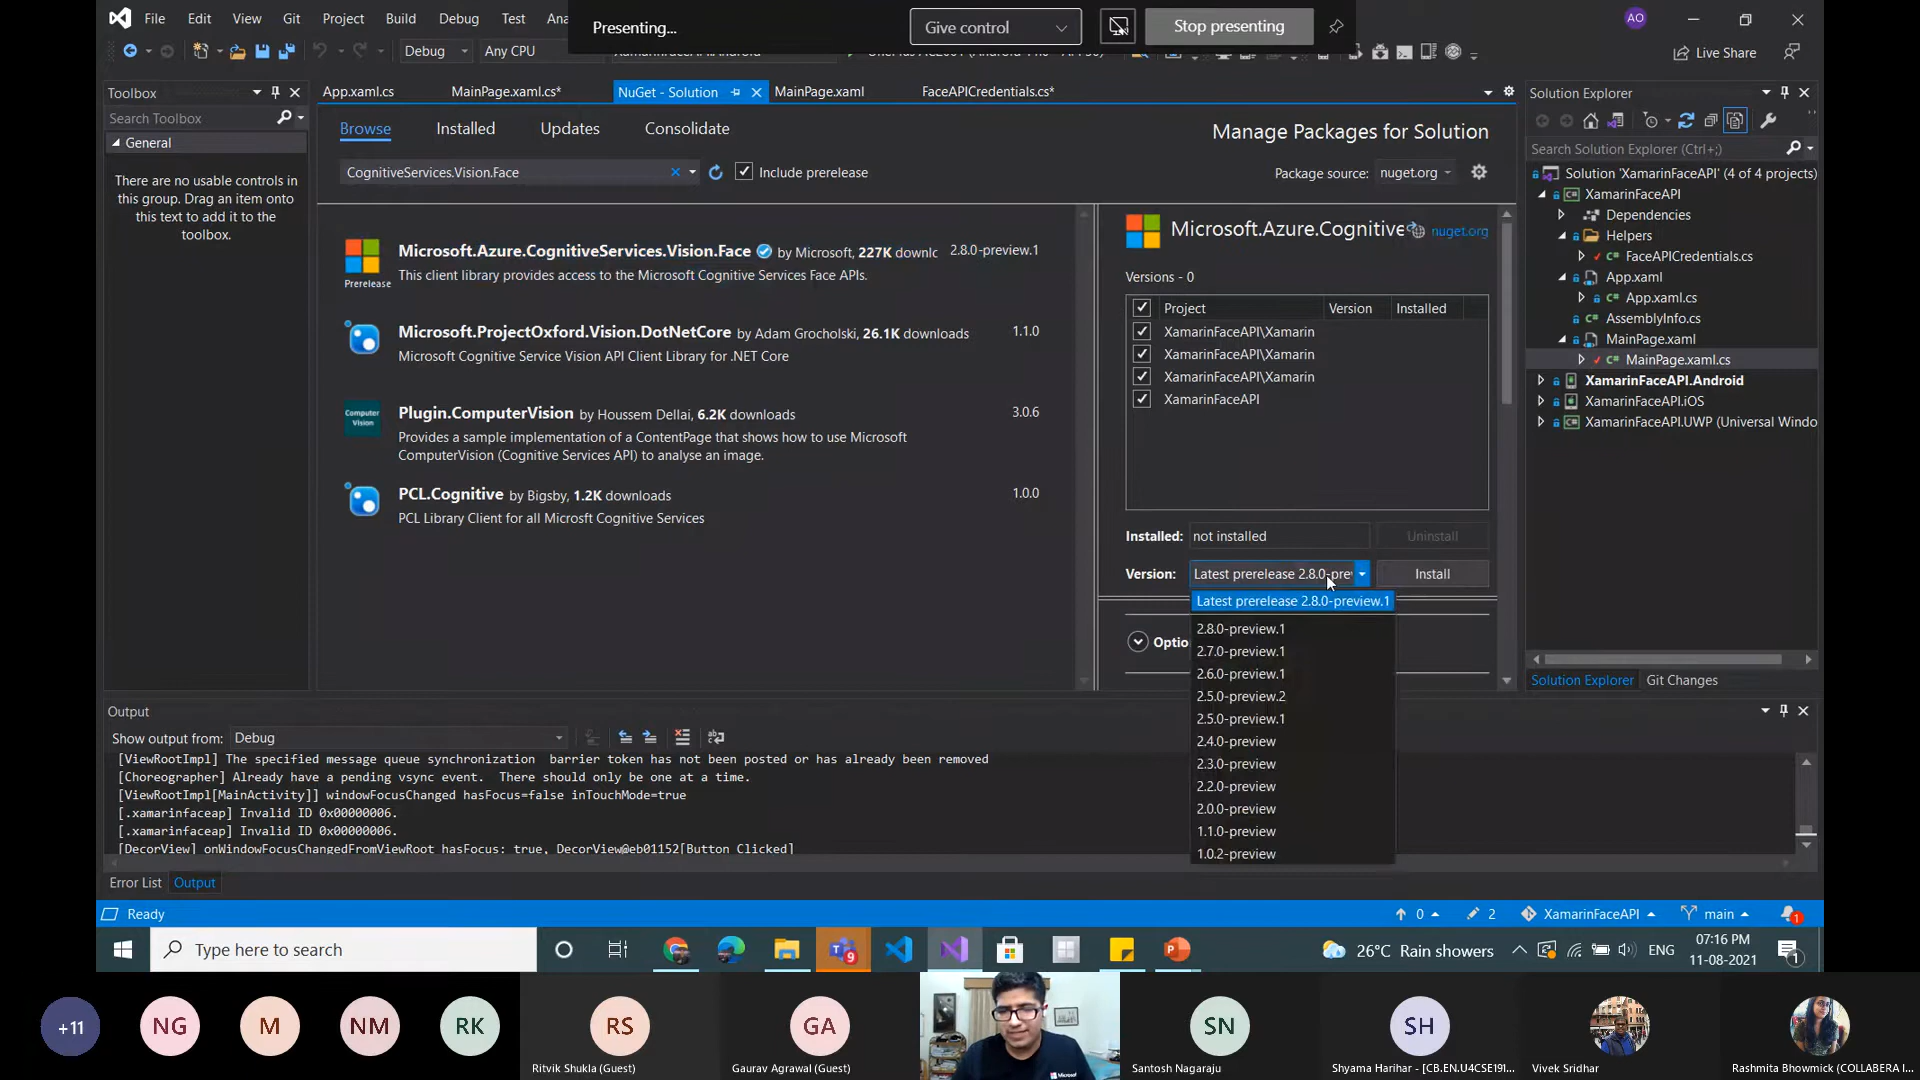 File Edit View Git Project Build Debug Test Ana
Presenting...
Give control
Stop presenting
AO
Debug
Any CPU
Live Share
Toolbox
Search Toolbox
General
There are no usable controls in
this group. Drag an item onto
this text to add it to the
toolbox.
App.xaml.cs
MainPage.xaml.cs*
NuGet - Solution
MainPage.xaml
FaceAPICredentials.cs*
Browse
Installed
Updates
Consolidate
Manage Packages for Solution
CognitiveServices.Vision.Face
Include prerelease
Package source: nuget.org
Microsoft.Azure.CognitiveServices.Vision.Face by Microsoft, 227K downlc 2.8.0-preview.1
This client library provides access to the Microsoft Cognitive Services Face APIs.
Prerelease
Microsoft.ProjectOxford.Vision.DotNetCore by Adam Grocholski, 26.1K downloads 1.1.0
Microsoft Cognitive Service Vision API Client Library for .NET Core
Computer
Vision
Plugin.ComputerVision by Houssem Dellai, 6.2K downloads 3.0.6
Provides a sample implementation of a ContentPage that shows how to use Microsoft
ComputerVision (Cognitive Services API) to analyse an image.
PCL.Cognitive by Bigsby, 1.2K downloads 1.0.0
PCL Library Client for all Microsft Cognitive Services
Microsoft.Azure.Cognitive nuget.org
Versions - 0
Project Version Installed
XamarinFaceAPI\Xamarin
XamarinFaceAPI\Xamarin
XamarinFaceAPI\Xamarin
XamarinFaceAPI
Installed: not installed Uninstall
Version: Latest prerelease 2.8.0-prev Install
Latest prerelease 2.8.0-preview.1
2.8.0-preview.1
Optio
2.7.0-preview.1
2.6.0-preview.1
2.5.0-preview.2
2.5.0-preview.1
2.4.0-preview
2.3.0-preview
2.2.0-preview
2.0.0-preview
1.1.0-preview
1.0.2-preview
Solution Explorer
Search Solution Explorer (Ctrl+;)
Solution 'XamarinFaceAPI' (4 of 4 projects)
XamarinFaceAPI
Dependencies
Helpers
FaceAPICredentials.cs
App.xaml
App.xaml.cs
AssemblyInfo.cs
MainPage.xaml
MainPage.xaml.cs
XamarinFaceAPI.Android
XamarinFaceAPI.iOS
XamarinFaceAPI.UWP (Universal Windo
Solution Explorer Git Changes
Output
Show output from: Debug
[ViewRootImpl] The specified message queue synchronization barrier token has not been posted or has already been removed
[Choreographer] Already have a pending vsync event. There should only be one at a time.
[ViewRootImpl[MainActivity]] windowFocusChanged hasFocus=false inTouchMode=true
[.xamarinfaceap] Invalid ID 0x00000006.
[.xamarinfaceap] Invalid ID 0x00000006.
[DecorView] onWindowFocusChangedFromViewRoot hasFocus: true, DecorView@eb01152[Button Clicked]
Error List Output
Ready
0
2
XamarinFaceAPI
main
1
Type here to search
9
26°C Rain showers
ENG
07:16 PM
11-08-2021
1
+11
NG
M
NM
RK
RS
Ritvik Shukla (Guest)
GA
Gaurav Agrawal (Guest)
Microsoft
SN
Santosh Nagaraju
SH
Shyama Harihar - [CB.EN.U4CSE191...
Vivek Sridhar
Rashmita Bhowmick (COLLABERA I...